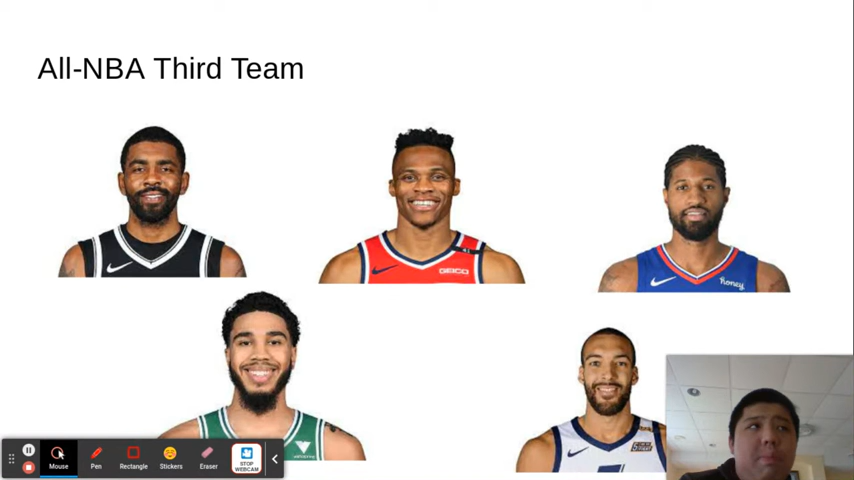 All-NBA Third Team
GEICO
Honey
Mouse
Pen
Rectangle
Stickers
Eraser
STOP
WEBCAM